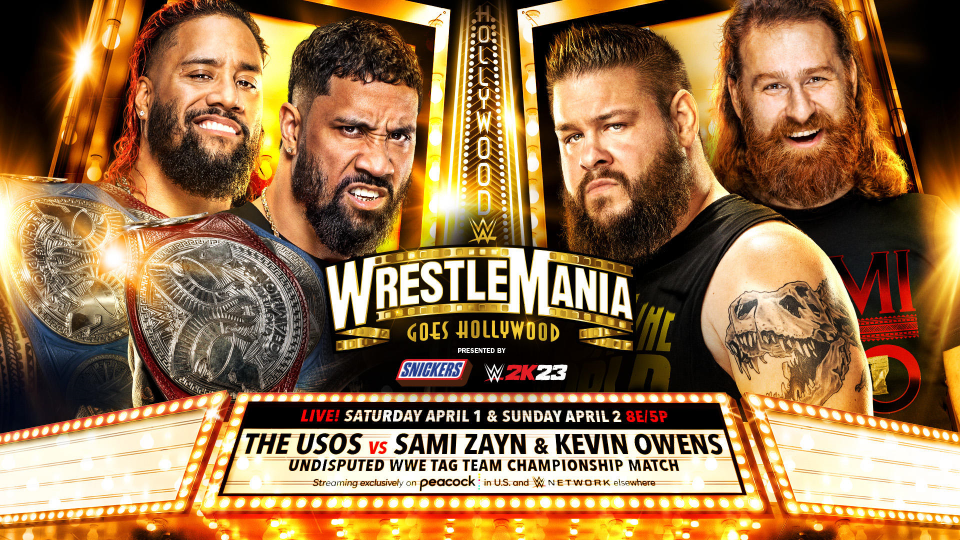 HOLLYWOOD
W
WRESTLEMANIA
GOES HOLLYWOOD
PRESENTED BY
SNICKERS W 2K23
LIVE! SATURDAY APRIL 1 & SUNDAY APRIL 2 8E/5P
THE USOS VS SAMI ZAYN & KEVIN OWENS
UNDISPUTED WWE TAG TEAM CHAMPIONSHIP MATCH
Streaming exclusively on peacock in U.S. and W NETWORK elsewhere